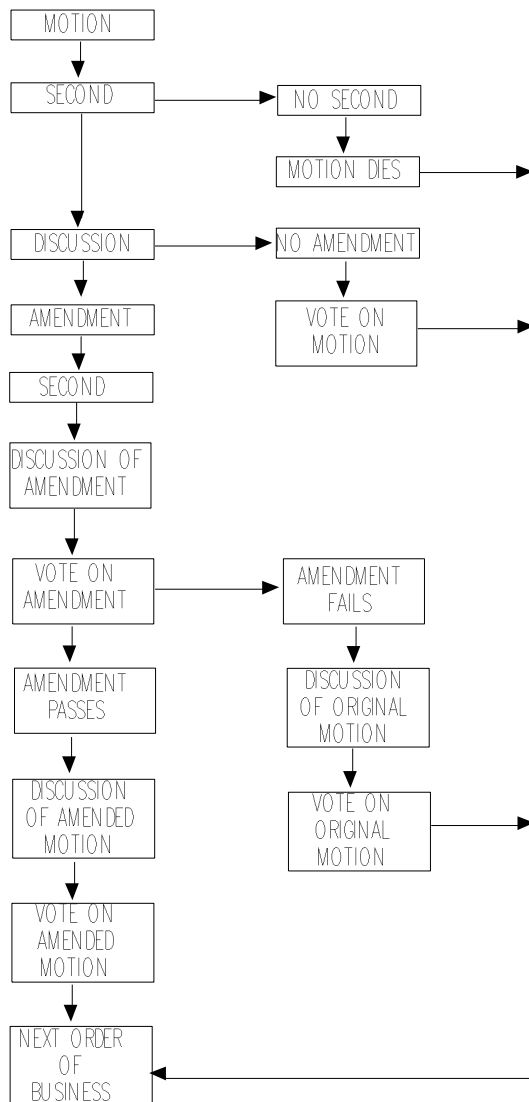 MOTION
SECOND
NO SECOND
MOTION DIES
DISCUSSION
NO AMENDMENT
AMENDMENT
VOTE ON
MOTION
SECOND
DISCUSSION OF
AMENDMENT
VOTE ON
AMENDMENT
AMENDMENT
FAILS
AMENDMENT
PASSES
DISCUSSION
OF ORIGINAL
MOTION
DISCUSSION
OF AMENDED
MOTION
VOTE ON
ORIGINAL
MOTION
VOTE ON
AMENDED
MOTION
NEXT ORDER
OF
BUSINESS